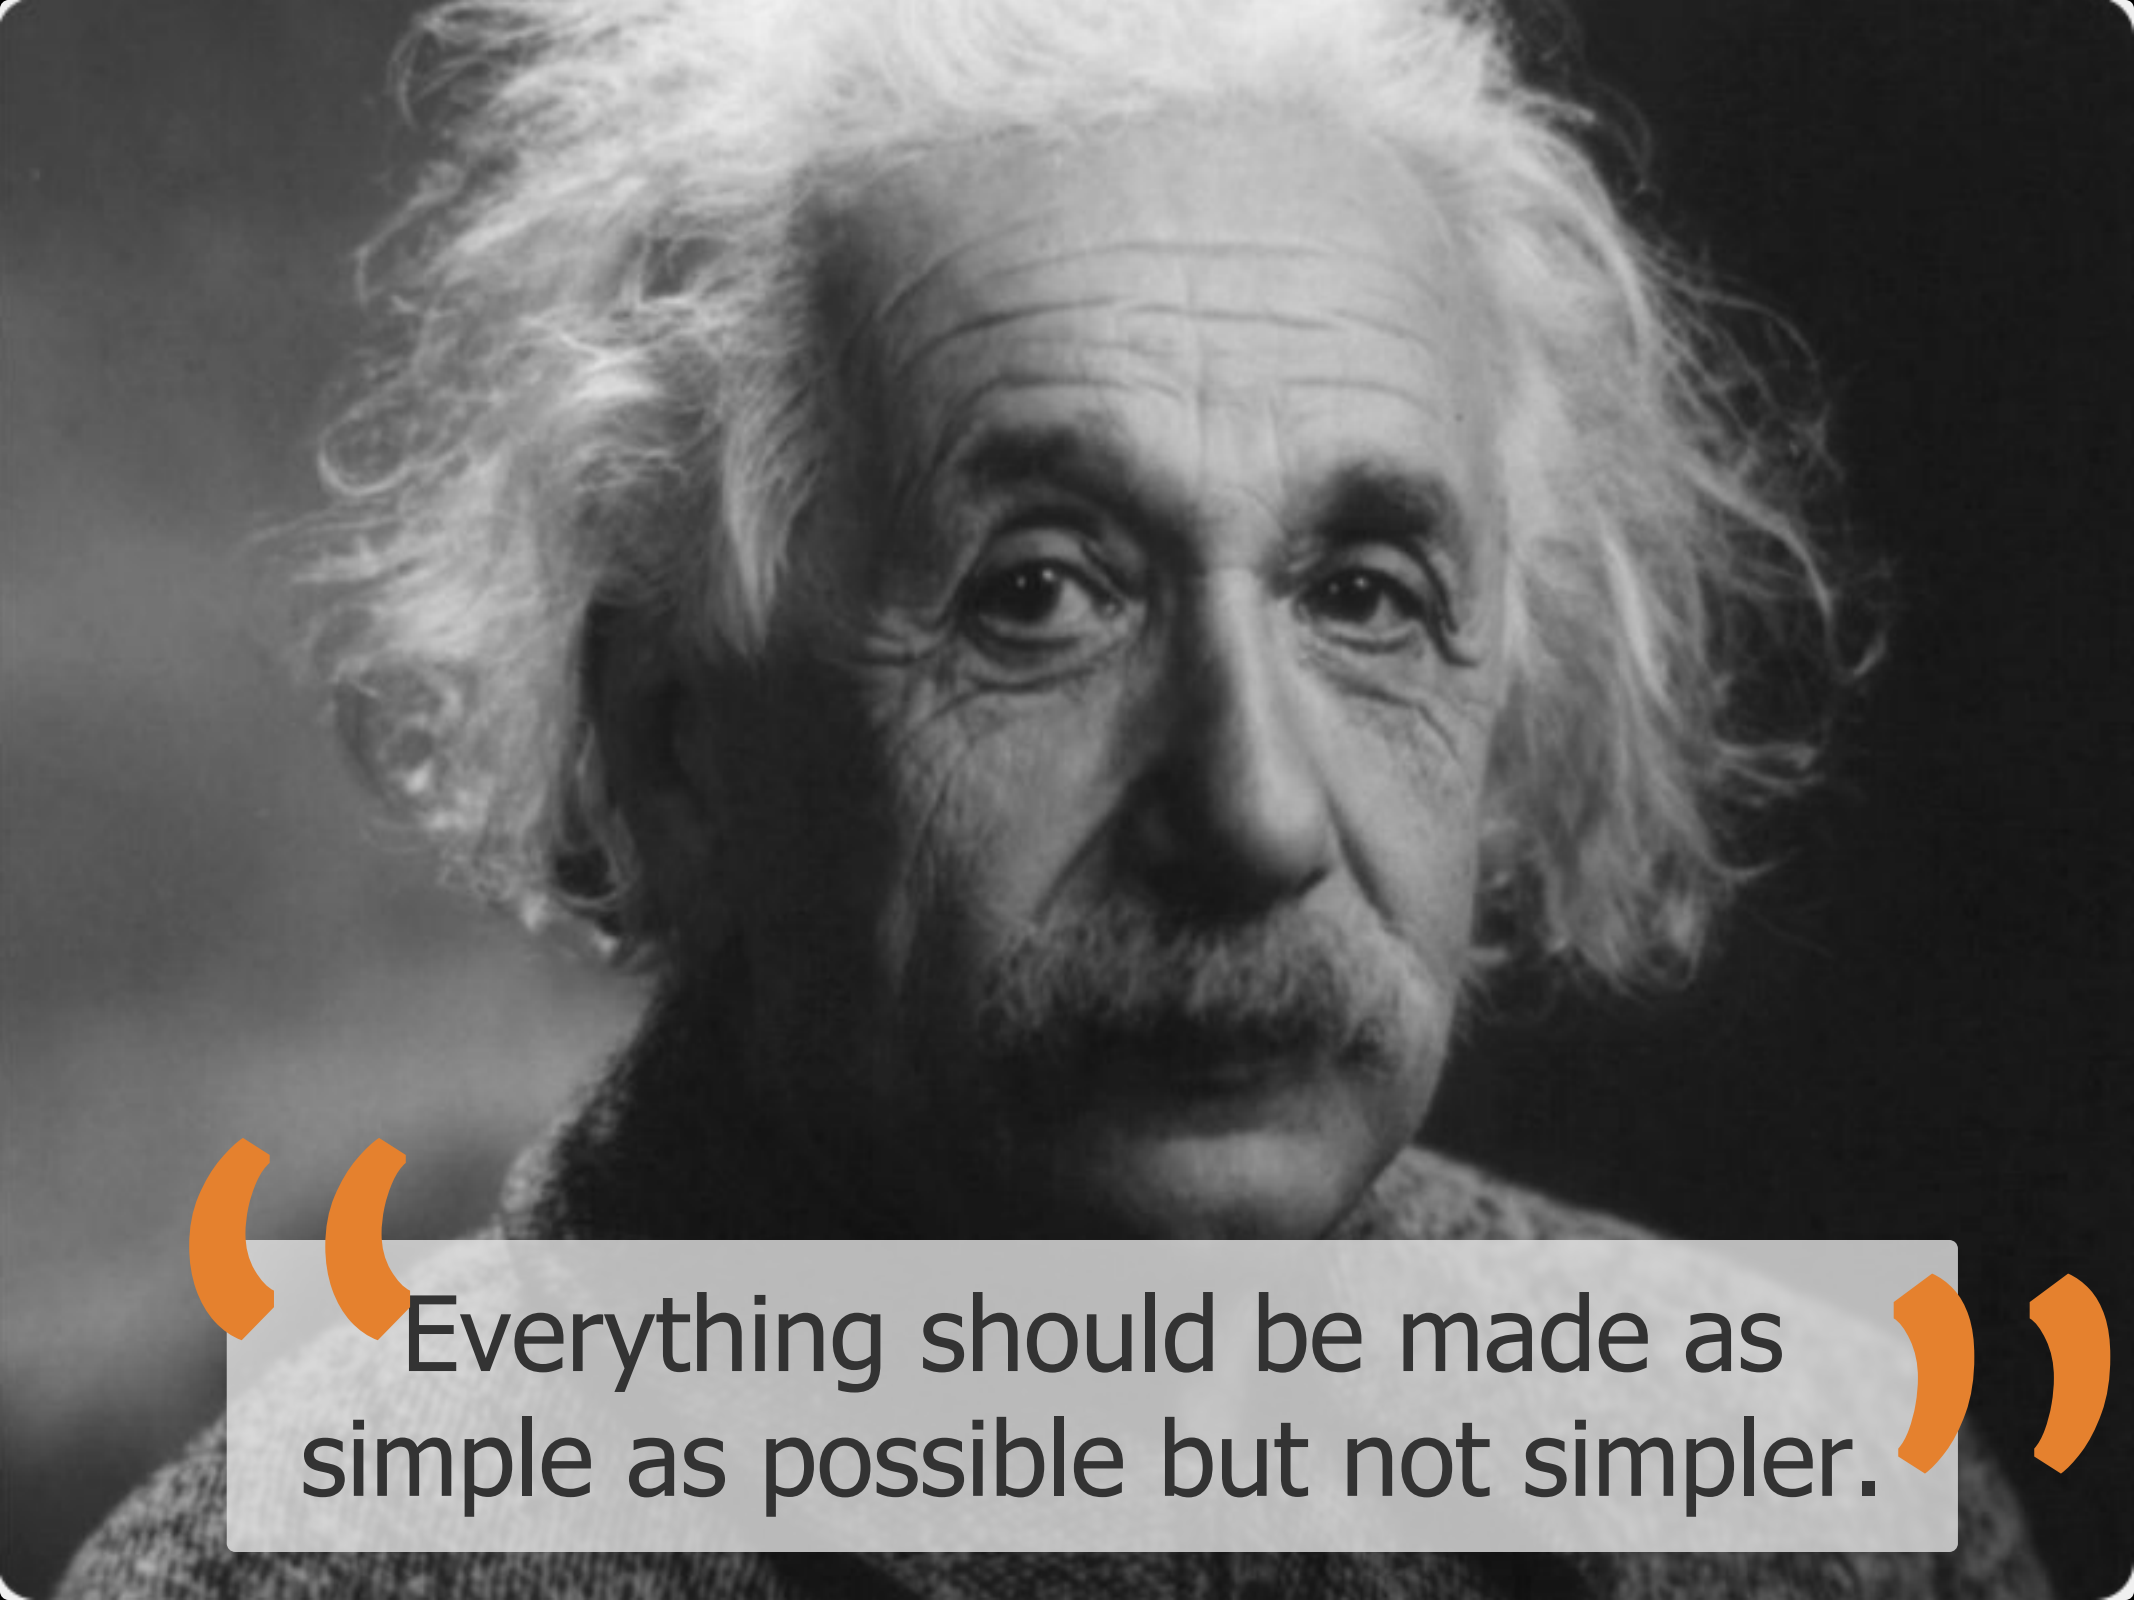 “Everything should be made as
simple as possible but not simpler.”